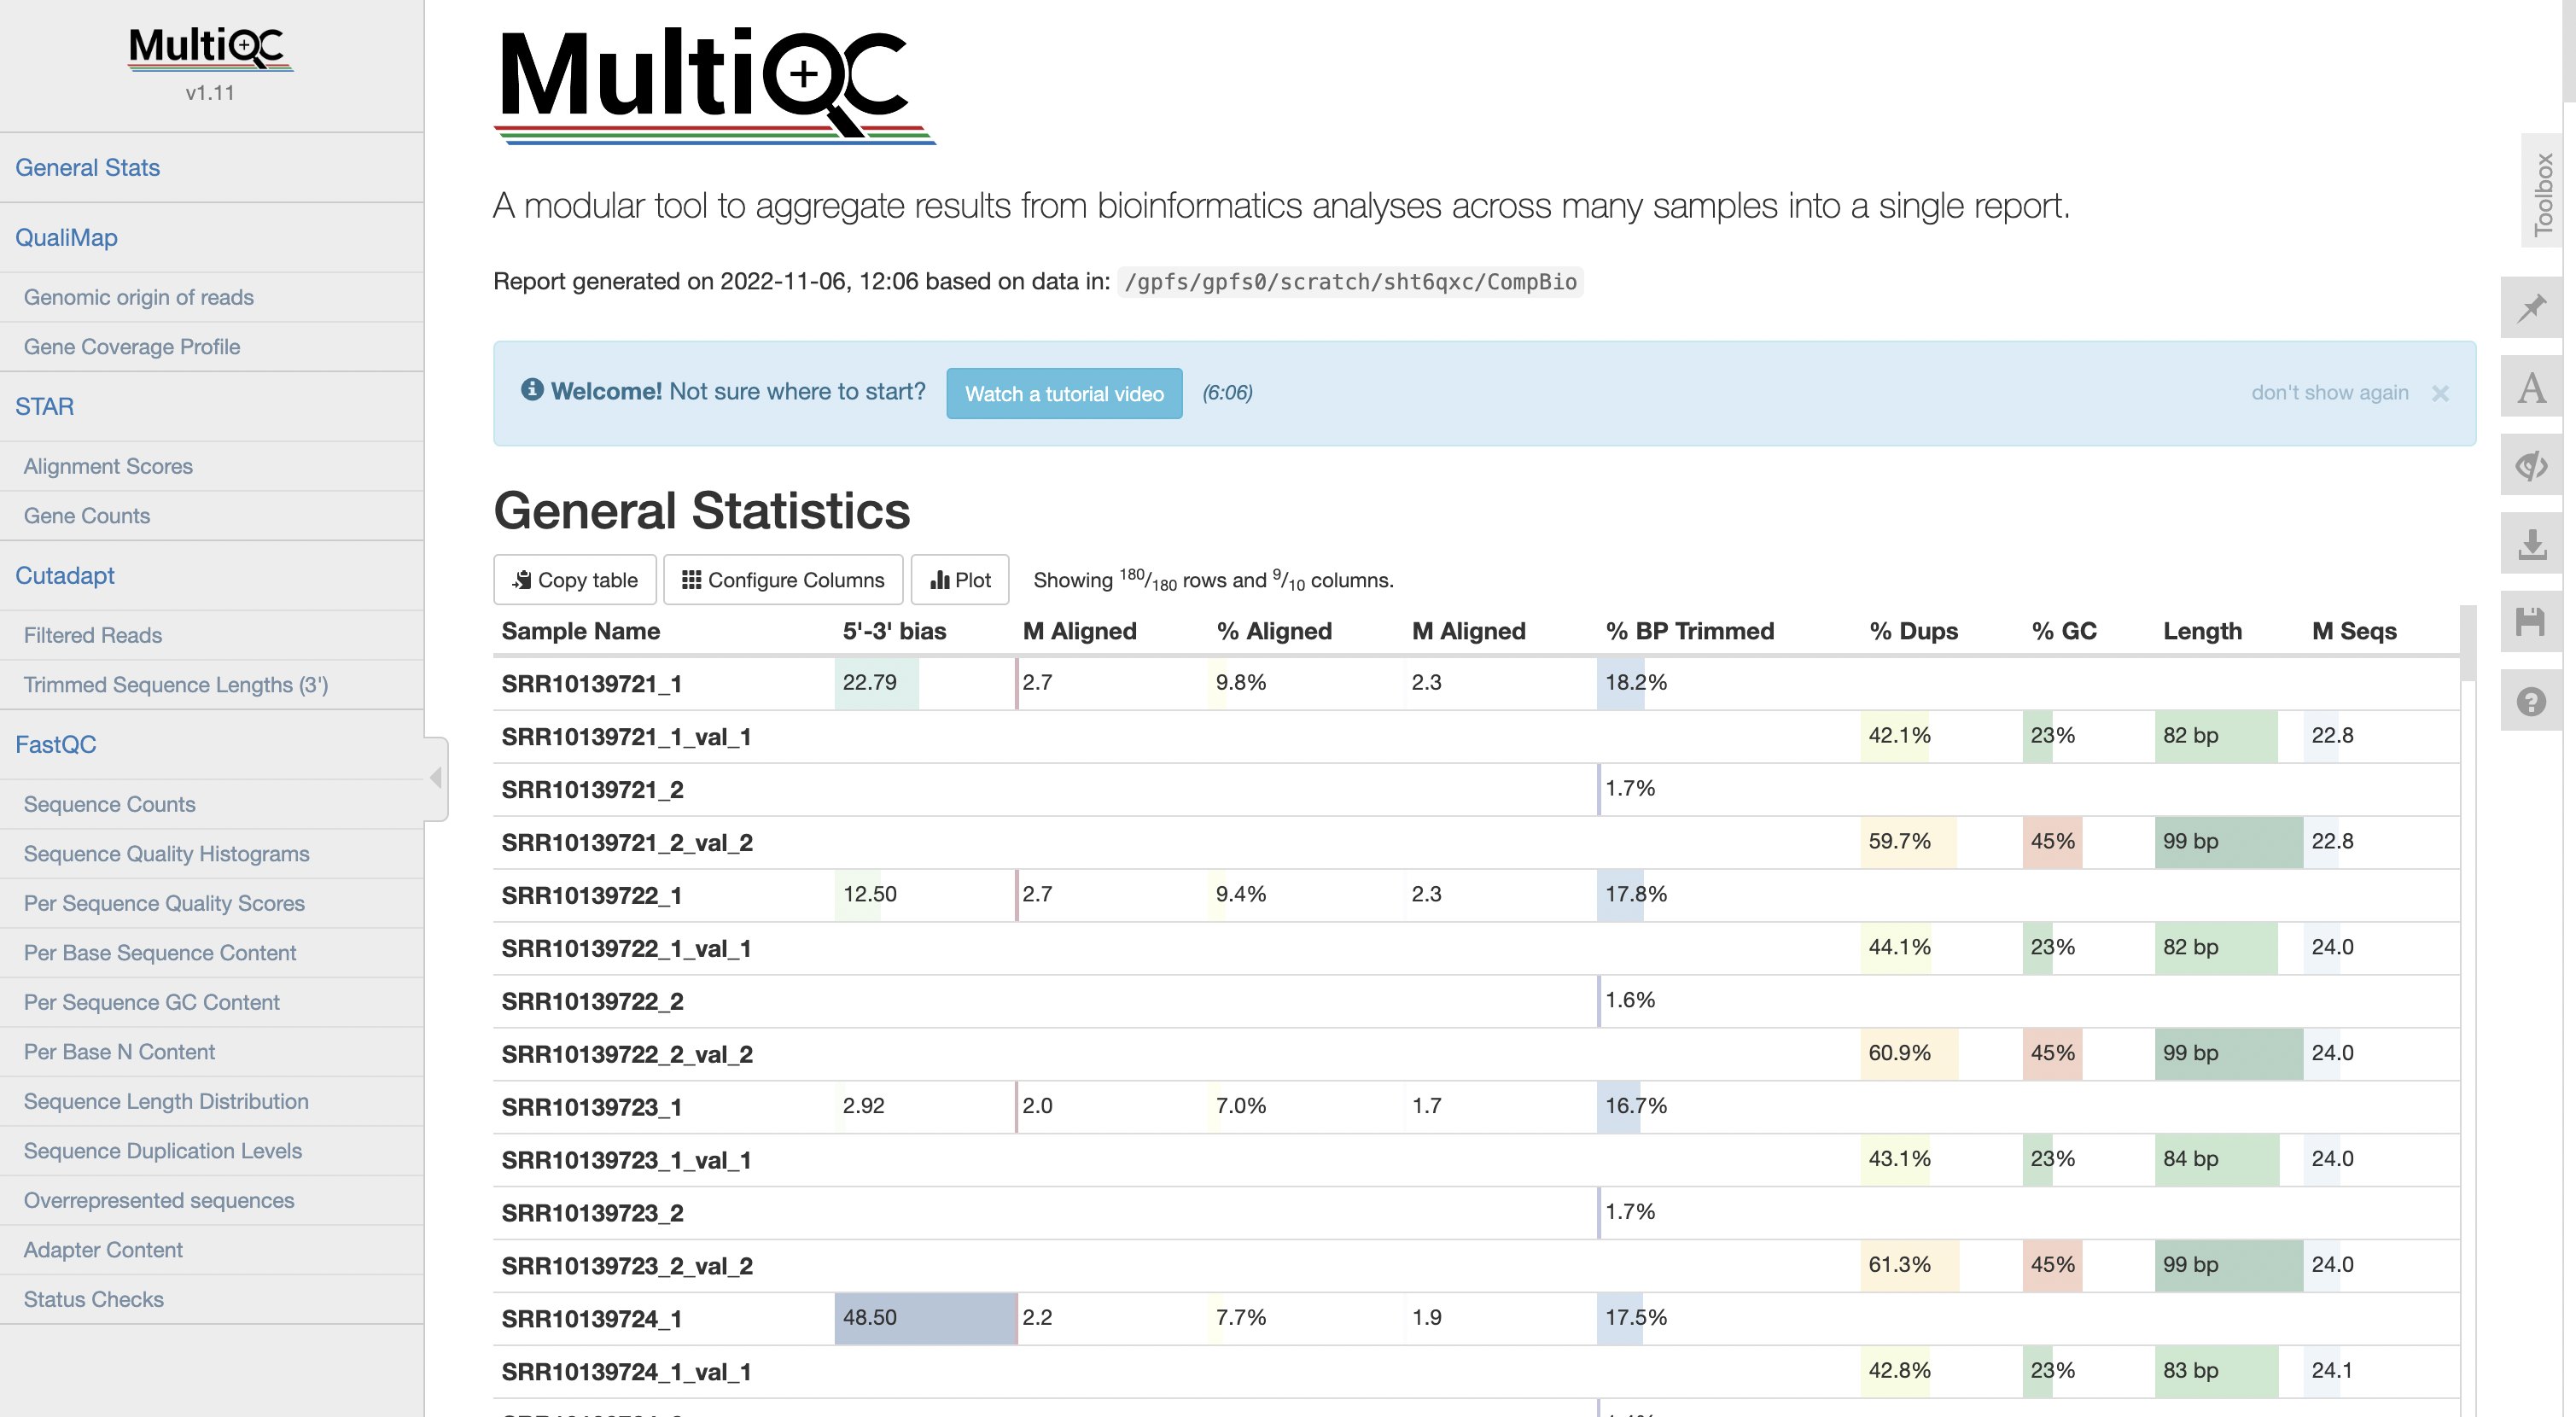 MultiQC
v1.11
General Stats
QualiMap
Genomic origin of reads
Gene Coverage Profile
STAR
Alignment Scores
Gene Counts
Cutadapt
Filtered Reads
Trimmed Sequence Lengths (3')
FastQC
Sequence Counts
Sequence Quality Histograms
Per Sequence Quality Scores
Per Base Sequence Content
Per Sequence GC Content
Per Base N Content
Sequence Length Distribution
Sequence Duplication Levels
Overrepresented sequences
Adapter Content
Status Checks
MultiQC
A modular tool to aggregate results from bioinformatics analyses across many samples into a single report.
Report generated on 2022-11-06, 12:06 based on data in: /gpfs/gpfs0/scratch/sht6qxc/CompBio
Welcome! Not sure where to start? Watch a tutorial video (6:06) don't show again ×
General Statistics
Copy table Configure Columns Plot Showing 180/180 rows and 9/10 columns.
Sample Name 5'-3' bias M Aligned % Aligned M Aligned % BP Trimmed % Dups % GC Length M Seqs
SRR10139721_1 22.79 2.7 9.8% 2.3 18.2%
SRR10139721_1_val_1 42.1% 23% 82 bp 22.8
SRR10139721_2 1.7%
SRR10139721_2_val_2 59.7% 45% 99 bp 22.8
SRR10139722_1 12.50 2.7 9.4% 2.3 17.8%
SRR10139722_1_val_1 44.1% 23% 82 bp 24.0
SRR10139722_2 1.6%
SRR10139722_2_val_2 60.9% 45% 99 bp 24.0
SRR10139723_1 2.92 2.0 7.0% 1.7 16.7%
SRR10139723_1_val_1 43.1% 23% 84 bp 24.0
SRR10139723_2 1.7%
SRR10139723_2_val_2 61.3% 45% 99 bp 24.0
SRR10139724_1 48.50 2.2 7.7% 1.9 17.5%
SRR10139724_1_val_1 42.8% 23% 83 bp 24.1
Toolbox
A